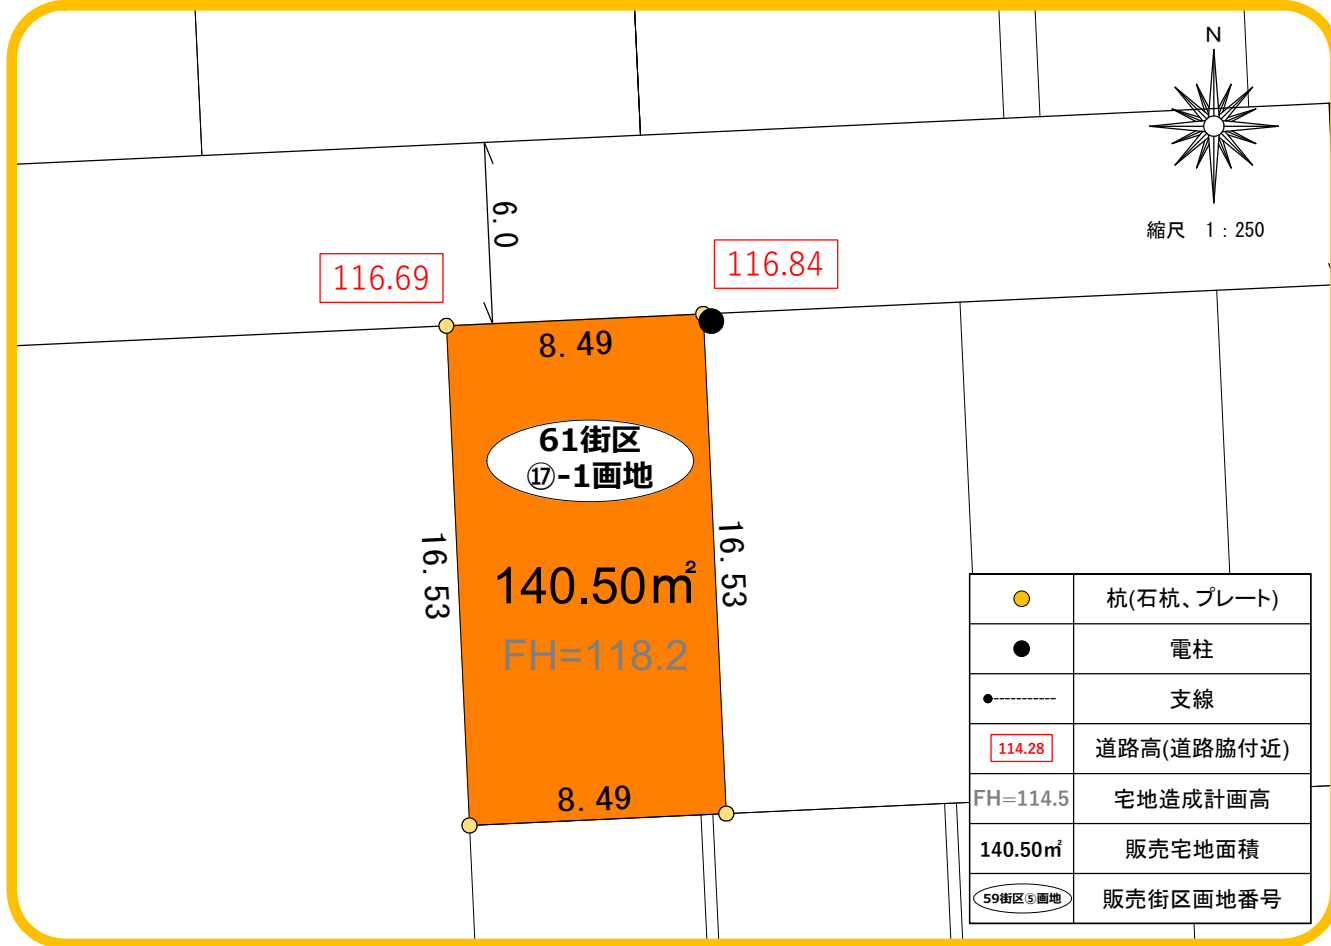 N
縮尺 1:250
6.0
116.69
116.84
8.49
61街区
⑰-1画地
16.53
16.53
140.50㎡
FH=118.2
8.49
杭(石杭、プレート)
電柱
支線
114.28 道路高(道路脇付近)
FH=114.5 宅地造成計画高
140.50㎡ 販売宅地面積
59街区⑤画地 販売街区画地番号